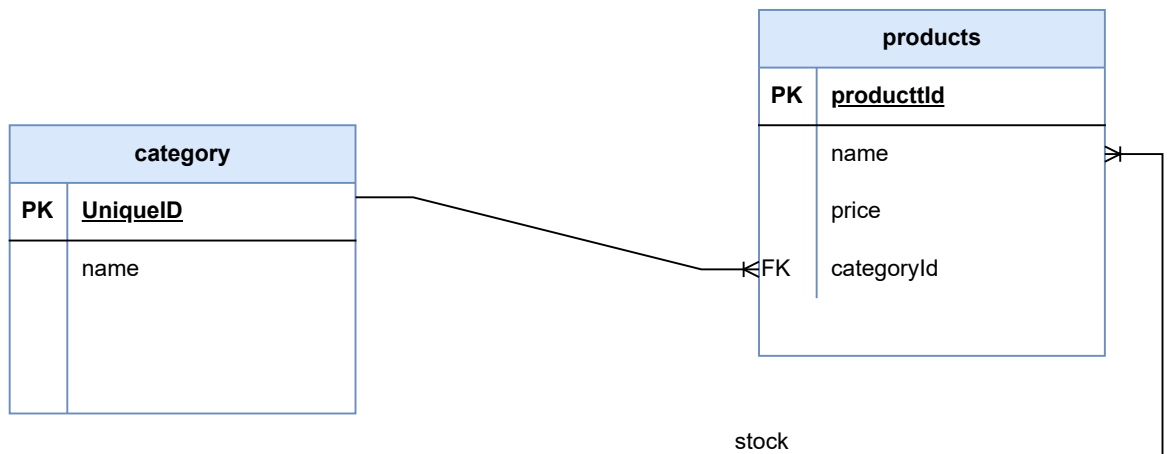 category
PK UniqueID
name
products
PK producttId
name
price
FK categoryId
stock